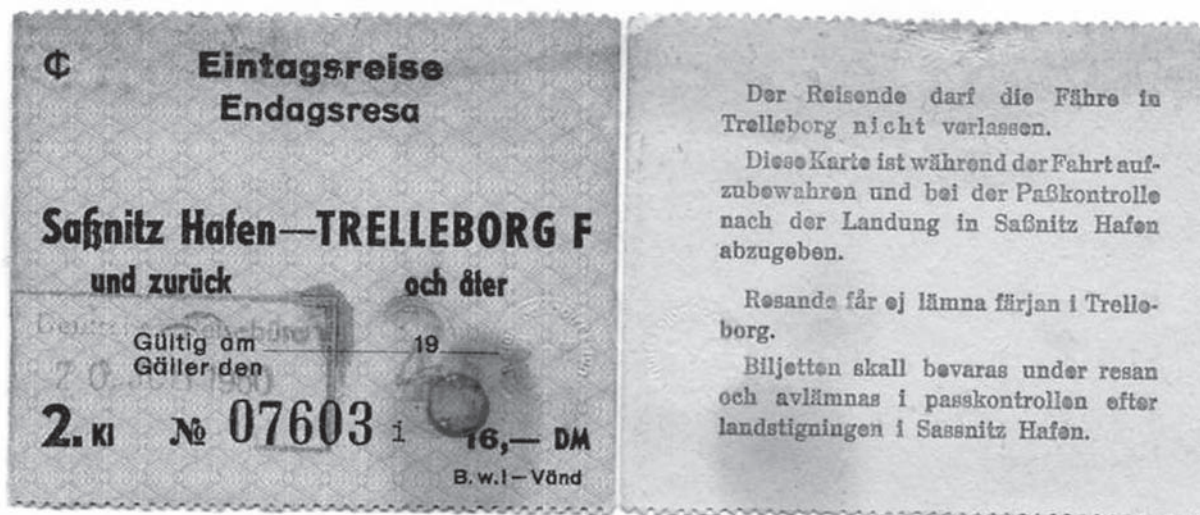 ₵
Eintagsreise
Endagsresa
Saßnitz Hafen—TRELLEBORG F
und zurück och åter
Gültig am 19
Gäller den
2. Kl № 07603 i 16,— DM
B.w.!—Vänd
Der Reisende darf die Fähre in
Trelleborg nicht verlassen.
Diese Karte ist während der Fahrt auf-
zubewahren und bei der Paßkontrolle
nach der Landung in Saßnitz Hafen
abzugeben.
Resande får ej lämna färjan i Trelle-
borg.
Biljetten skall bevaras under resan
och avlämnas i passkontrollen efter
landstigningen i Sassnitz Hafen.